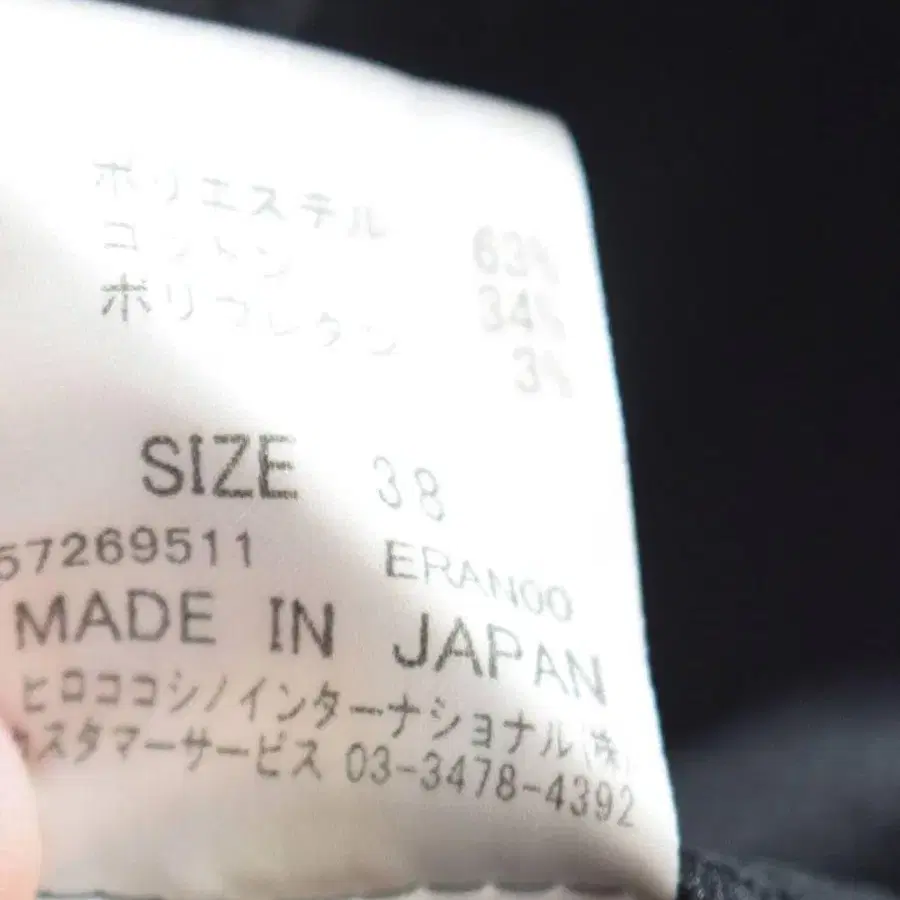 ポリエステル 63%
コットン 34%
ポリウレタン 3%
SIZE 38
57269511 ERAN00
MADE IN JAPAN
ヒロココシノインターナショナル(株)
カスタマーサービス 03-3478-4392